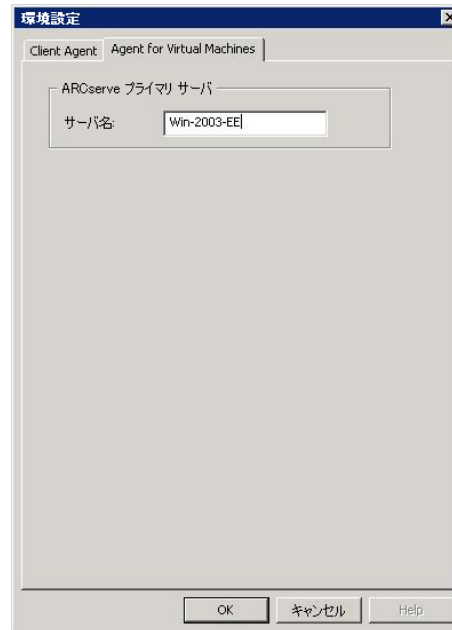 環境設定
Client Agent
Agent for Virtual Machines
ARCserve プライマリ サーバ
サーバ名:
Win-2003-EE
OK
キャンセル
Help